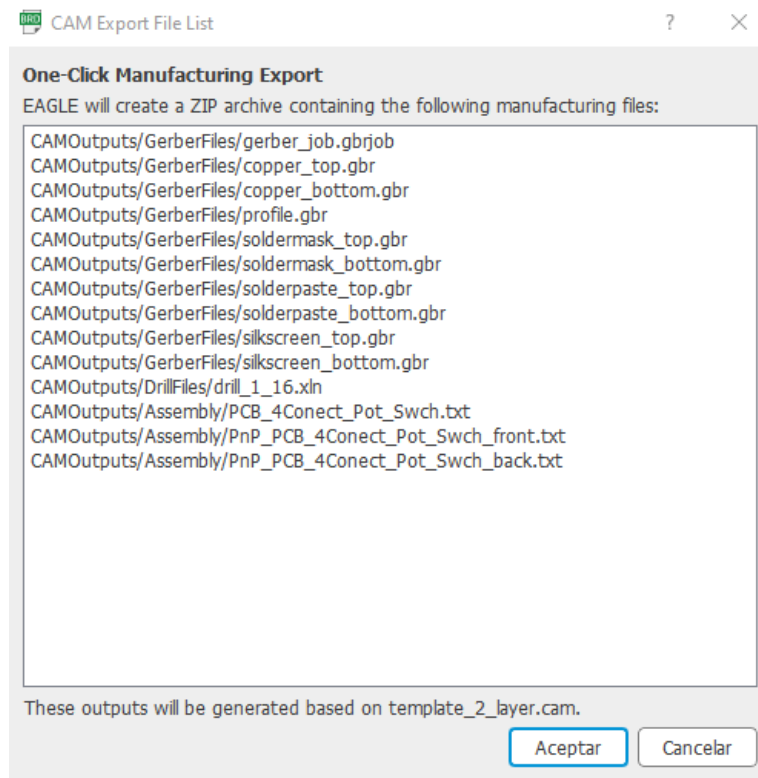 BRD
CAM Export File List
?
One-Click Manufacturing Export
EAGLE will create a ZIP archive containing the following manufacturing files:
CAMOutputs/GerberFiles/gerber_job.gbrjob
CAMOutputs/GerberFiles/copper_top.gbr
CAMOutputs/GerberFiles/copper_bottom.gbr
CAMOutputs/GerberFiles/profile.gbr
CAMOutputs/GerberFiles/soldermask_top.gbr
CAMOutputs/GerberFiles/soldermask_bottom.gbr
CAMOutputs/GerberFiles/solderpaste_top.gbr
CAMOutputs/GerberFiles/solderpaste_bottom.gbr
CAMOutputs/GerberFiles/silkscreen_top.gbr
CAMOutputs/GerberFiles/silkscreen_bottom.gbr
CAMOutputs/DrillFiles/drill_1_16.xln
CAMOutputs/Assembly/PCB_4Conect_Pot_Swch.txt
CAMOutputs/Assembly/PnP_PCB_4Conect_Pot_Swch_front.txt
CAMOutputs/Assembly/PnP_PCB_4Conect_Pot_Swch_back.txt
These outputs will be generated based on template_2_layer.cam.
Aceptar
Cancelar